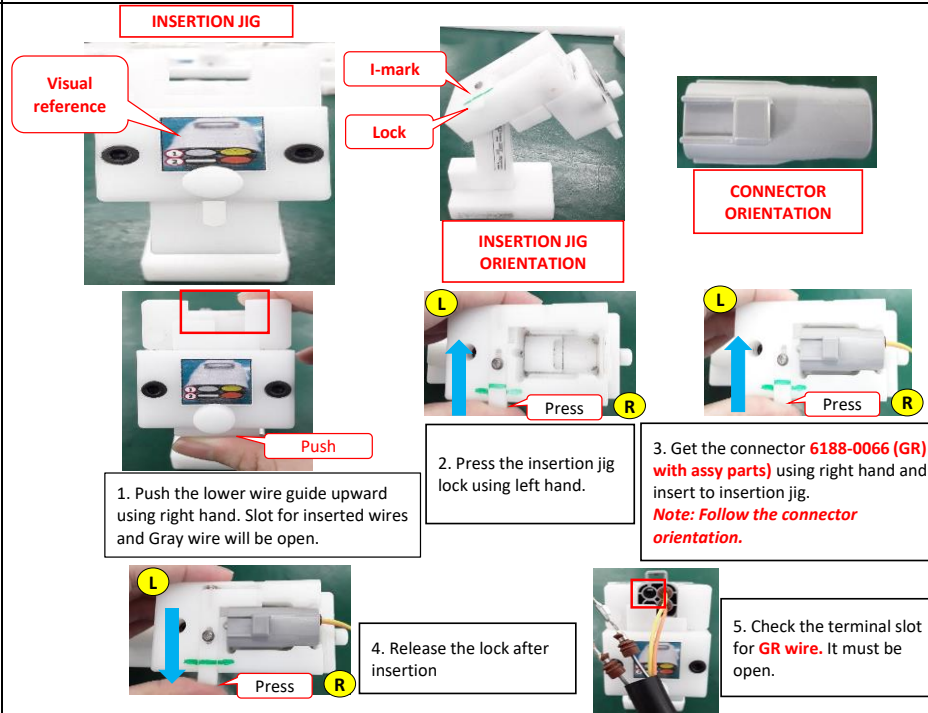 INSERTION JIG
Visual
reference
I-mark
Lock
INSERTION JIG
ORIENTATION
CONNECTOR
ORIENTATION
Push
1. Push the lower wire guide upward
using right hand. Slot for inserted wires
and Gray wire will be open.
L
Press
R
2. Press the insertion jig
lock using left hand.
L
Press
R
3. Get the connector 6188-0066 (GR)
with assy parts) using right hand and
insert to insertion jig.
Note: Follow the connector
orientation.
L
Press
R
4. Release the lock after
insertion
5. Check the terminal slot
for GR wire. It must be
open.